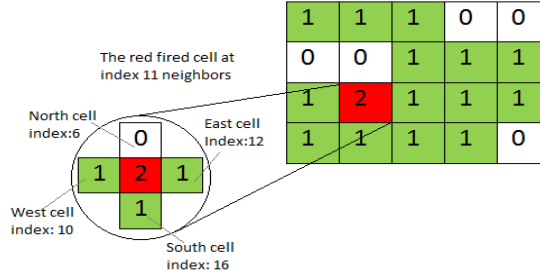 1 1 1 0 0
0 0 1 1 1
1 2 1 1 1
1 1 1 1 0
The red fired cell at
index 11 neighbors
North cell
index:6
East cell
Index:12
0
1 2 1
1
West cell
index: 10
South cell
index: 16